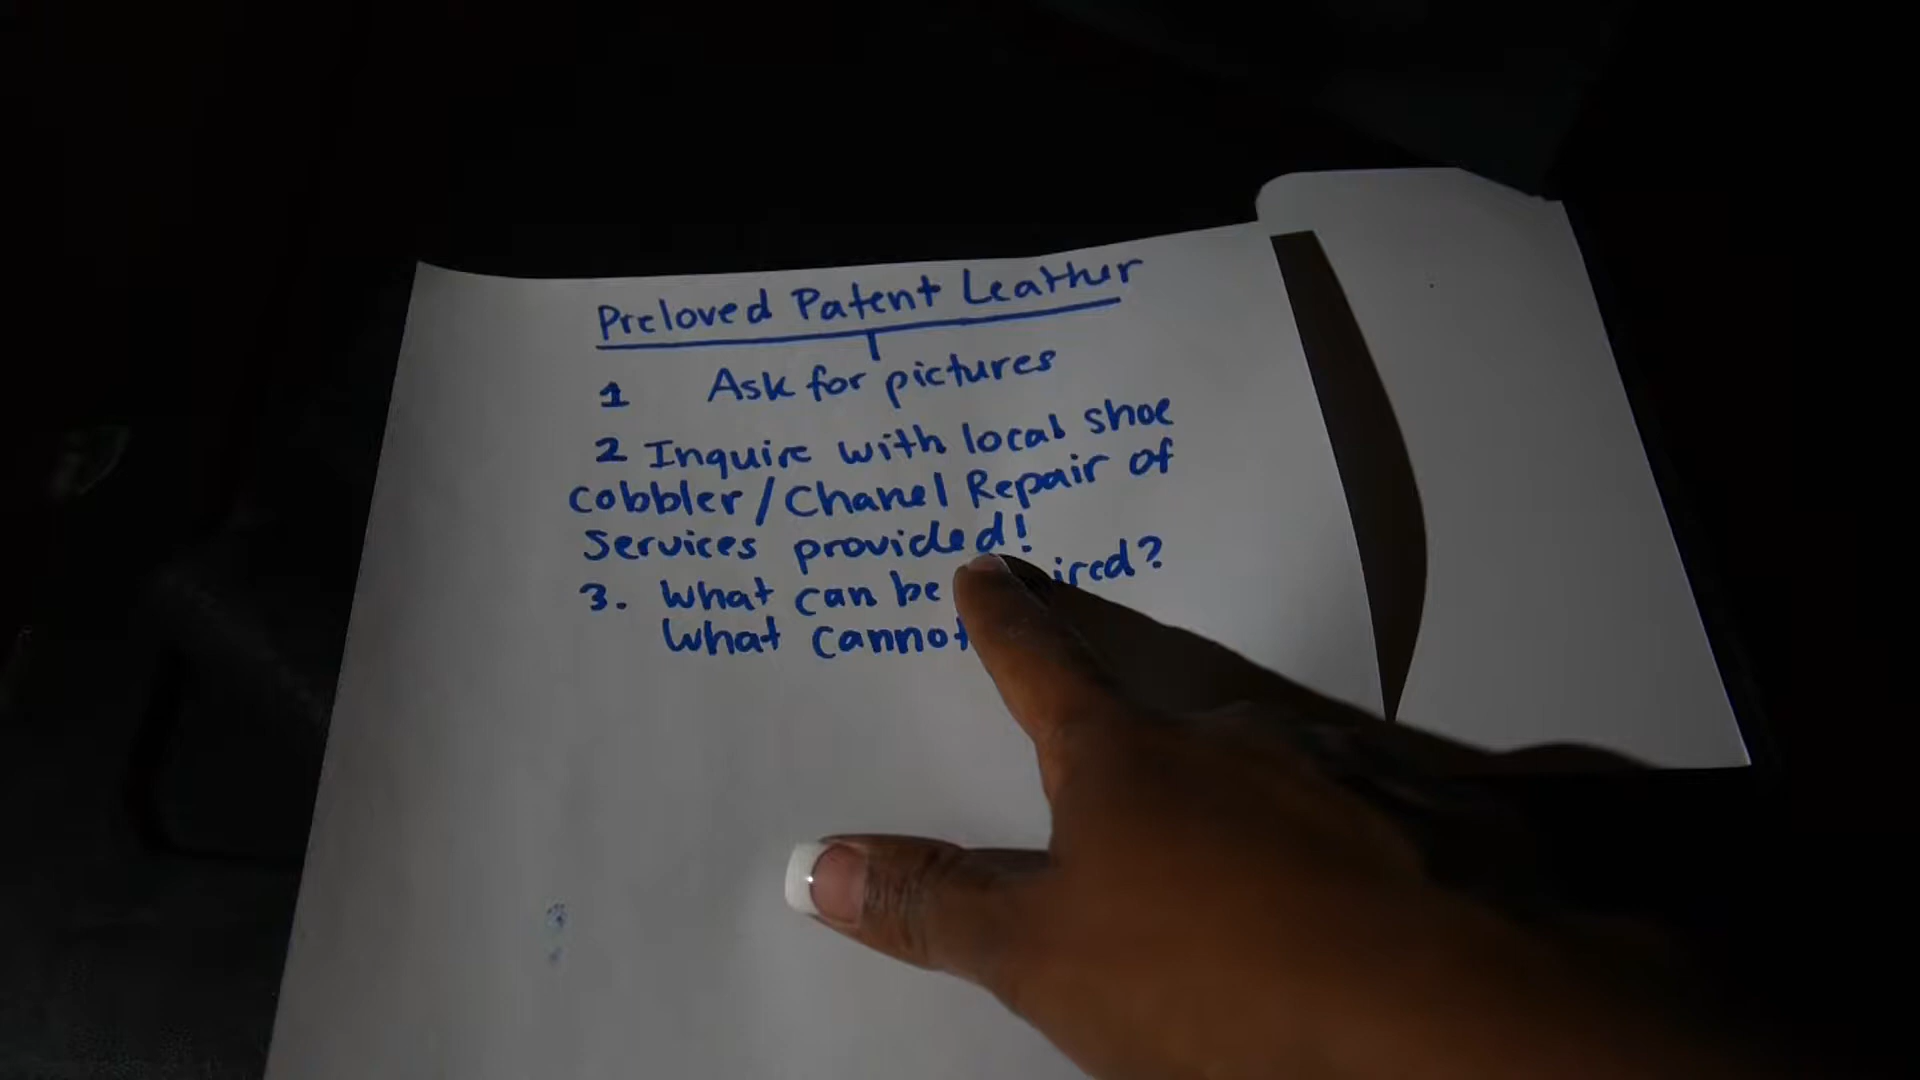 Preloved Patent Leather
1 Ask for pictures
2 Inquire with local shoe
cobbler/Chanel Repair of
services provided!
3. What can be
What cannot